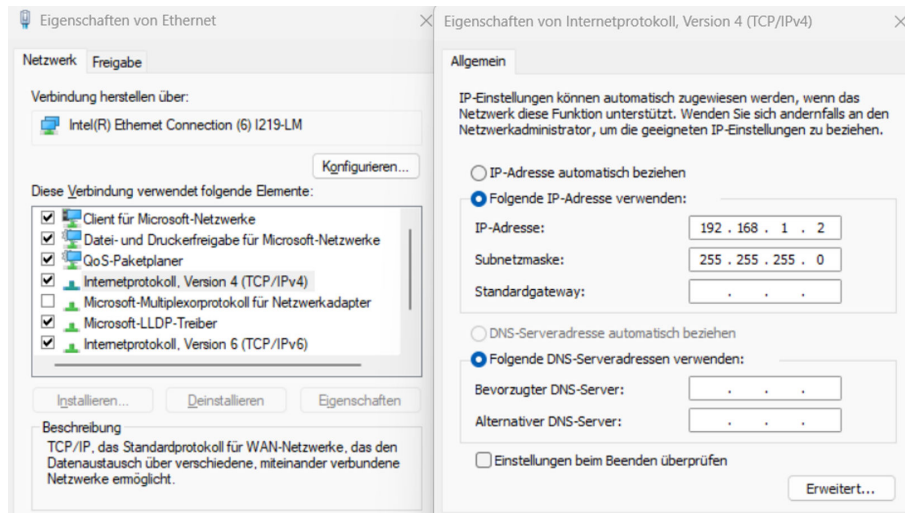 Eigenschaften von Ethernet
Netzwerk
Freigabe
Verbindung herstellen über:
Intel(R) Ethernet Connection (6) I219-LM
Konfigurieren...
Diese Verbindung verwendet folgende Elemente:
Client für Microsoft-Netzwerke
Datei- und Druckerfreigabe für Microsoft-Netzwerke
QoS-Paketplaner
Internetprotokoll, Version 4 (TCP/IPv4)
Microsoft-Multiplexorprotokoll für Netzwerkadapter
Microsoft-LLDP-Treiber
Internetprotokoll, Version 6 (TCP/IPv6)
Installieren...
Deinstallieren
Eigenschaften
Beschreibung
TCP/IP, das Standardprotokoll für WAN-Netzwerke, das den
Datenaustausch über verschiedene, miteinander verbundene
Netzwerke ermöglicht.
Eigenschaften von Internetprotokoll, Version 4 (TCP/IPv4)
Allgemein
IP-Einstellungen können automatisch zugewiesen werden, wenn das
Netzwerk diese Funktion unterstützt. Wenden Sie sich andernfalls an den
Netzwerkadministrator, um die geeigneten IP-Einstellungen zu beziehen.
IP-Adresse automatisch beziehen
Folgende IP-Adresse verwenden:
IP-Adresse: 192 . 168 . 1 . 2
Subnetzmaske: 255 . 255 . 255 . 0
Standardgateway: . . .
DNS-Serveradresse automatisch beziehen
Folgende DNS-Serveradressen verwenden:
Bevorzugter DNS-Server: . . .
Alternativer DNS-Server: . . .
Einstellungen beim Beenden überprüfen
Erweitert...